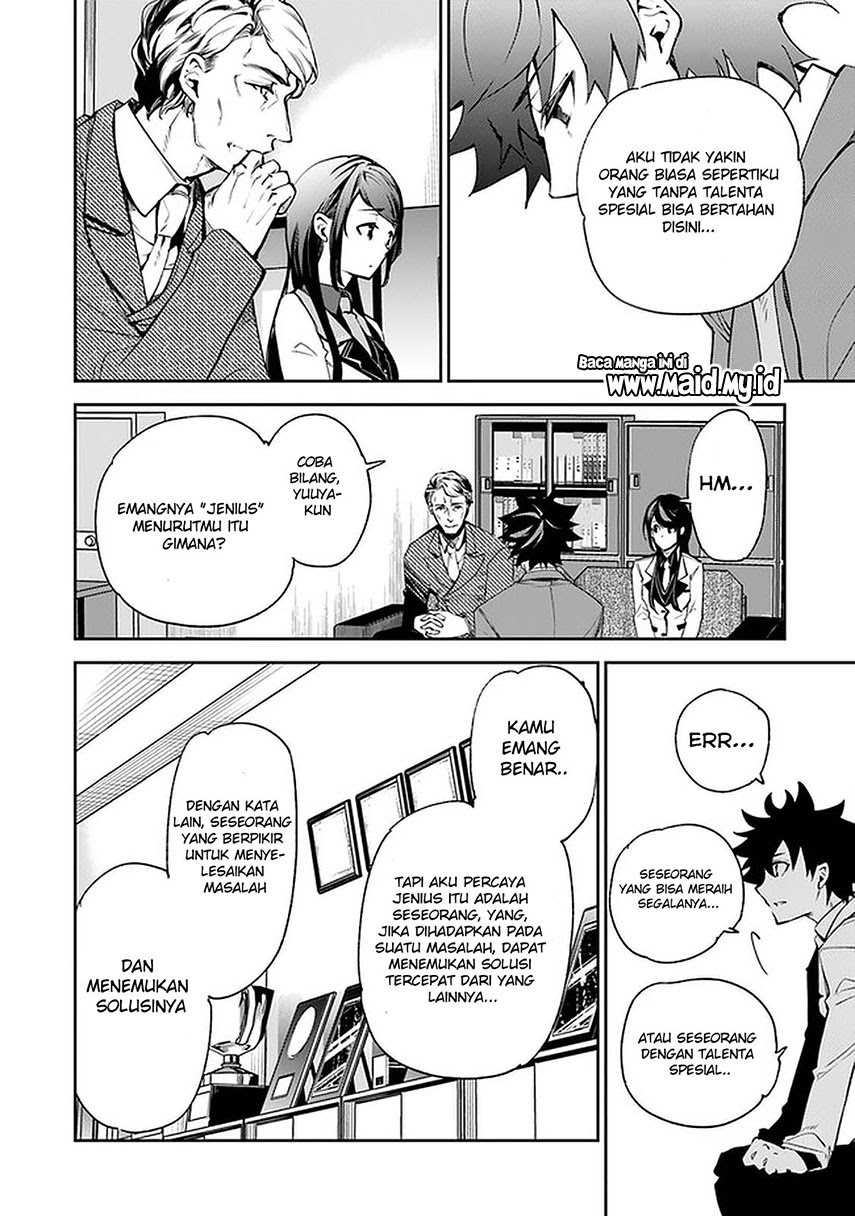 AKU TIDAK YAKIN
ORANG BIASA SEPERTIKU
YANG TANPA TALENTA
SPESIAL BISA BERTAHAN
DISINI...
Baca Manga ini di
www.Maid.My.id
HM...
COBA
BILANG,
YUUYA-
KUN
EMANGNYA "JENIUS"
MENURUTMU ITU
GIMANA?
ERR...
SESEORANG
YANG BISA MERAIH
SEGALANYA...
ATAU SESEORANG
DENGAN TALENTA
SPESIAL..
KAMU
EMANG
BENAR..
TAPI AKU PERCAYA
JENIUS ITU ADALAH
SESEORANG, YANG,
JIKA DIHADAPKAN PADA
SUATU MASALAH, DAPAT
MENEMUKAN SOLUSI
TERCEPAT DARI YANG
LAINNYA...
DENGAN KATA
LAIN, SESEORANG
YANG BERPIKIR
UNTUK MENYE-
LESAIKAN
MASALAH
DAN
MENEMUKAN
SOLUSINYA